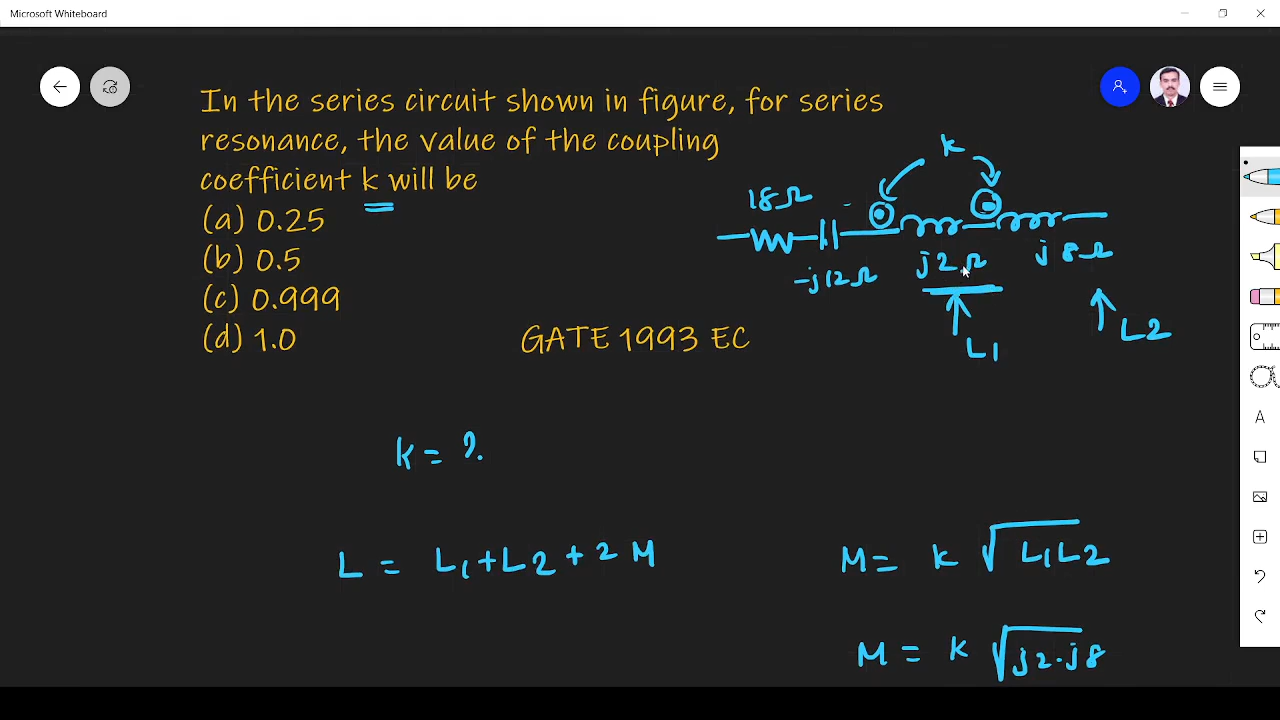 Microsoft Whiteboard
In the series circuit shown in figure, for series
resonance, the value of the coupling
coefficient k will be
(a) 0.25
(b) 0.5
(c) 0.999
(d) 1.0
GATE 1993 EC
k
18Ω
-j12Ω
j2Ω
j8Ω
L1
L2
k = ?
L = L1+L2 + 2 M
M = k √L1L2
M = k √j2.j8
A